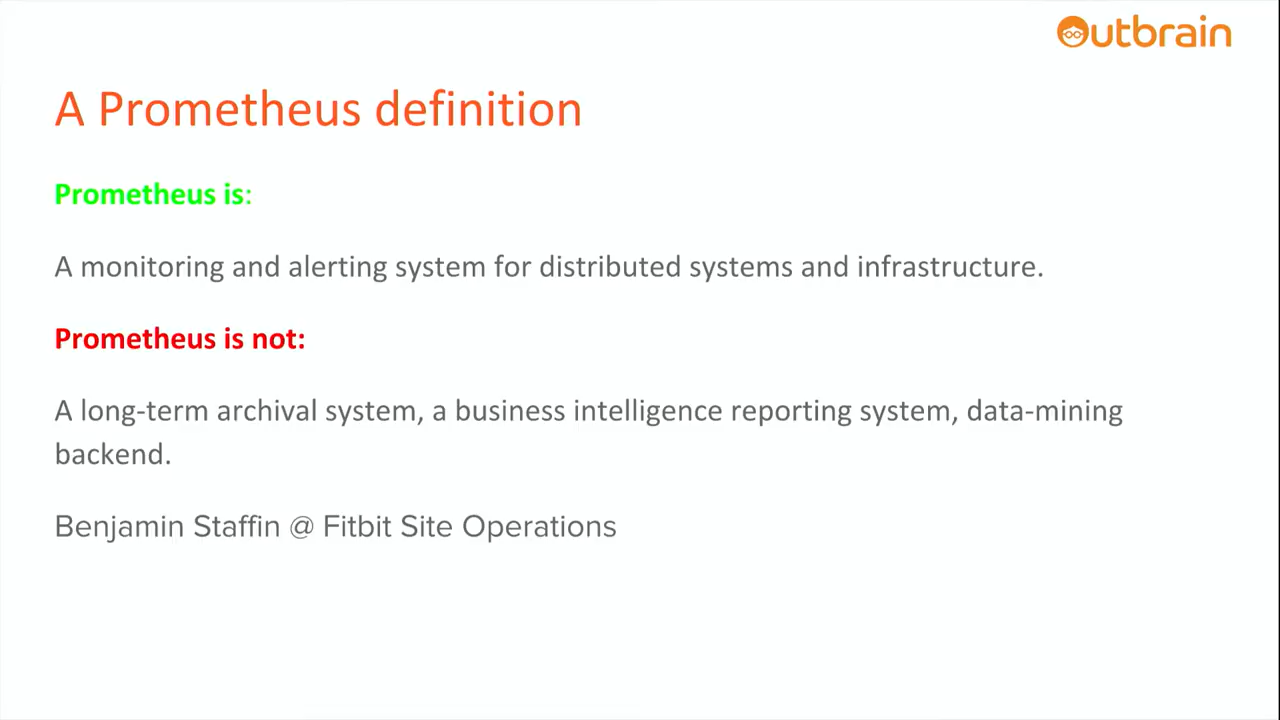 Outbrain
A Prometheus definition
Prometheus is:
A monitoring and alerting system for distributed systems and infrastructure.
Prometheus is not:
A long-term archival system, a business intelligence reporting system, data-mining
backend.
Benjamin Staffin @ Fitbit Site Operations